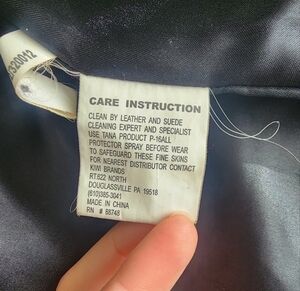 S20012
CARE INSTRUCTION
CLEAN BY LEATHER AND SUEDE
CLEANING EXPERT AND SPECIALIST
USE TANA PRODUCT P-16ALL
PROTECTOR SPRAY BEFORE WEAR
TO SAFEGUARD THESE FINE SKINS
FOR NEAREST DISTRIBUTOR CONTACT
KIWI BRANDS
RT.622 NORTH
DOUGLASSVILLE PA 19518
(610)385-3041
MADE IN CHINA
RN # 88748